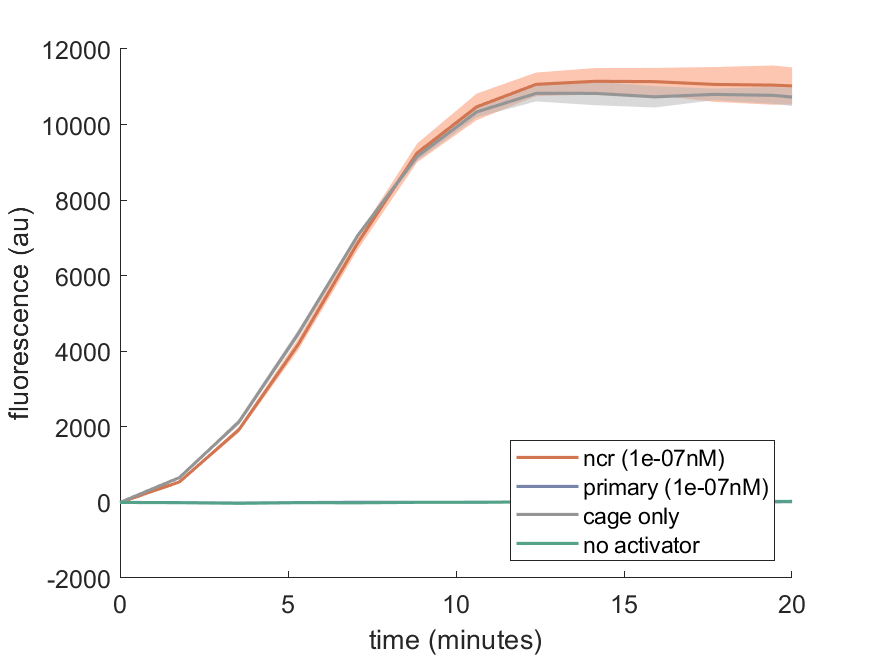 12000
10000
8000
6000
4000
2000
0
-2000
fluorescence (au)
0 5 10 15 20
time (minutes)
ncr (1e-07nM)
primary (1e-07nM)
cage only
no activator